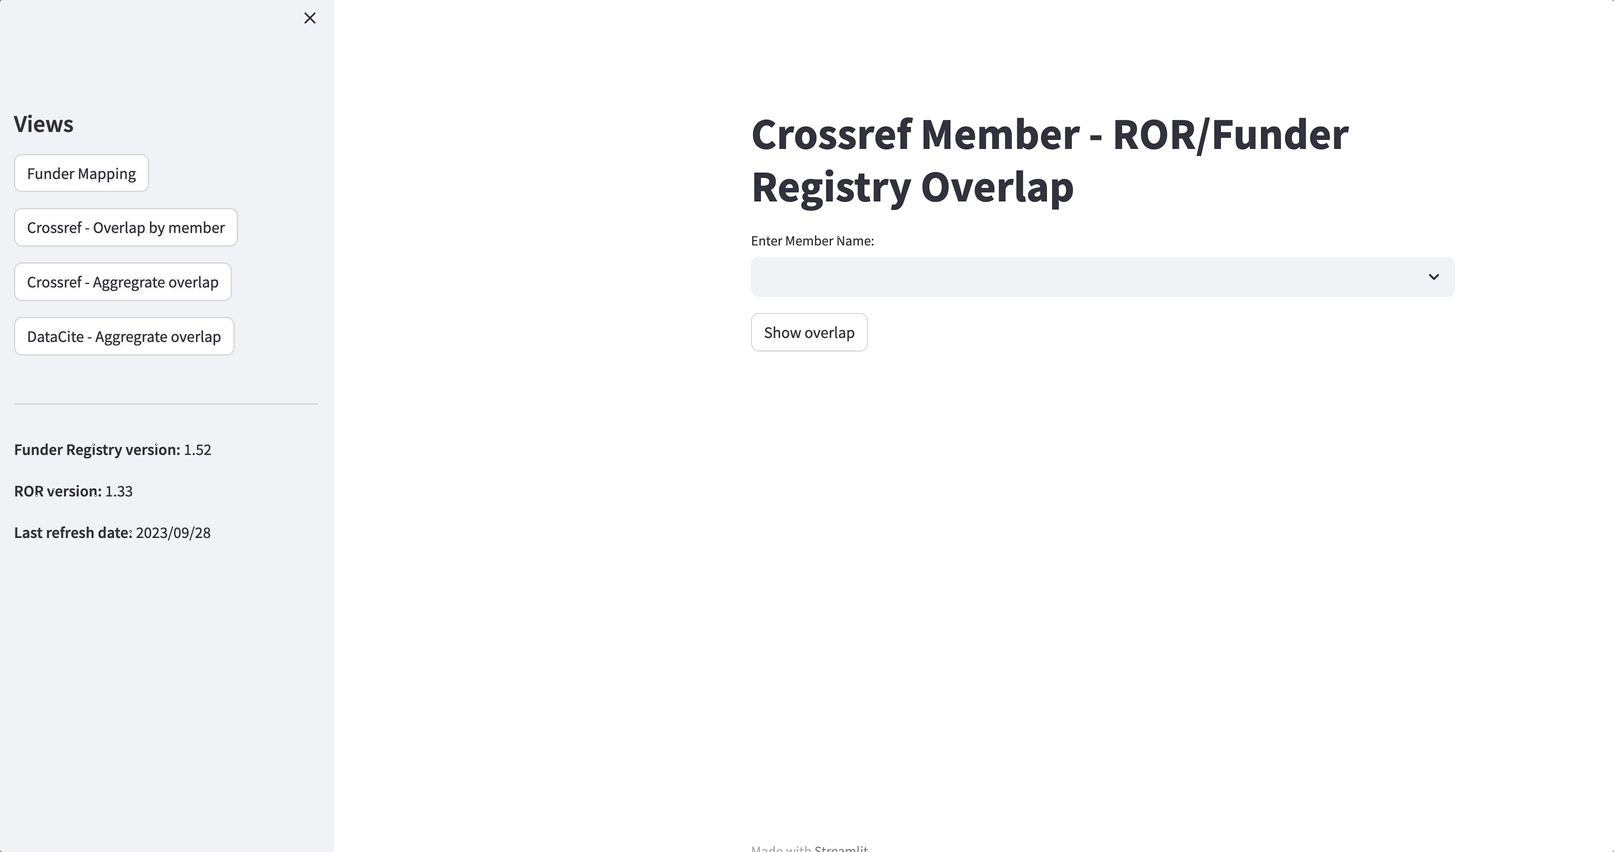 Views
Funder Mapping
Crossref - Overlap by member
Crossref - Aggregrate overlap
DataCite - Aggregrate overlap
Funder Registry version: 1.52
ROR version: 1.33
Last refresh date: 2023/09/28
Crossref Member - ROR/Funder
Registry Overlap
Enter Member Name:
Show overlap
Made with Streamlit